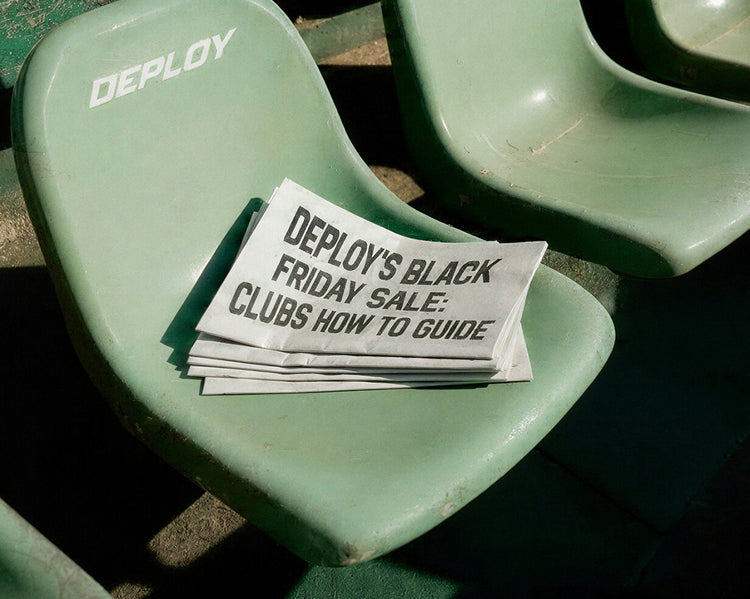 DEPLOY
DEPLOY'S BLACK
FRIDAY SALE:
CLUBS HOW TO GUIDE